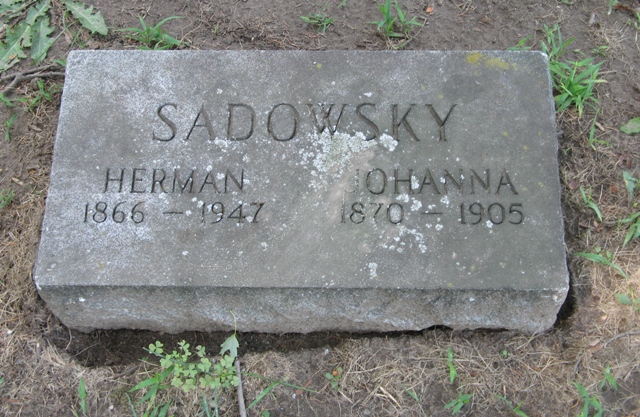 SADOWSKY
HERMAN JOHANNA
1866 – 1947 1870 – 1905